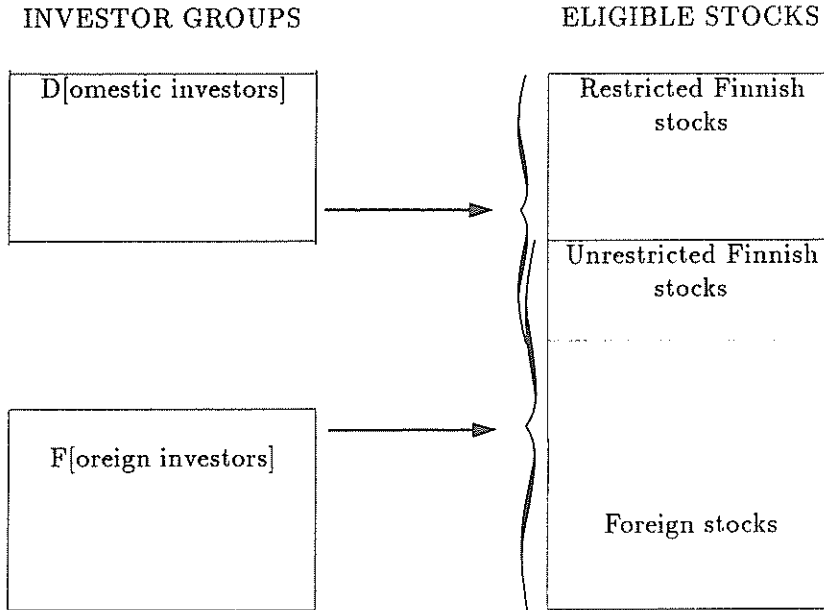 INVESTOR GROUPS
ELIGIBLE STOCKS
D[omestic investors]
Restricted Finnish
stocks
Unrestricted Finnish
stocks
F[oreign investors]
Foreign stocks